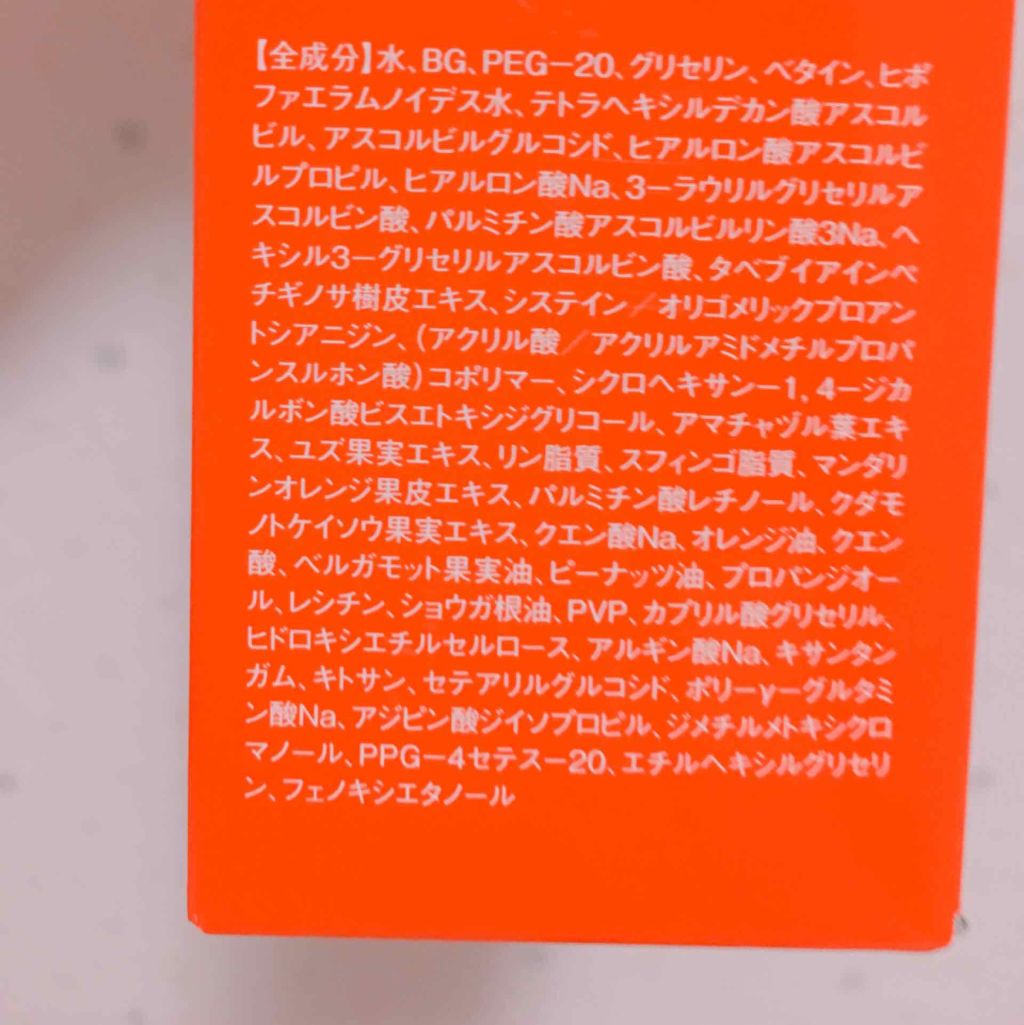 【全成分】水、BG、PEG－20、グリセリン、ベタイン、ヒポ
ファエラムノイデス水、テトラヘキシルデカン酸アスコル
ビル、アスコルビルグルコシド、ヒアルロン酸アスコルビ
ルプロピル、ヒアルロン酸Na、3－ラウリルグリセリルア
スコルビン酸、パルミチン酸アスコルビルリン酸3Na、ヘ
キシル3－グリセリルアスコルビン酸、タベブイアインペ
チギノサ樹皮エキス、システイン／オリゴメリックプロアン
トシアニジン、（アクリル酸／アクリルアミドメチルプロパ
ンスルホン酸）コポリマー、シクロヘキサン－1，4－ジカ
ルボン酸ビスエトキシジグリコール、アマチャヅル葉エキ
ス、ユズ果実エキス、リン脂質、スフィンゴ脂質、マンダリ
ンオレンジ果皮エキス、パルミチン酸レチノール、クダモ
ノトケイソウ果実エキス、クエン酸Na、オレンジ油、クエン
酸、ベルガモット果実油、ピーナッツ油、プロパンジオー
ル、レシチン、ショウガ根油、PVP、カプリル酸グリセリル、
ヒドロキシエチルセルロース、アルギン酸Na、キサンタン
ガム、キトサン、セテアリルグルコシド、ポリ－γ－グルタミ
ン酸Na、アジピン酸ジイソプロピル、ジメチルメトキシクロ
マノール、PPG－4セテス－20、エチルヘキシルグリセリ
ン、フェノキシエタノール